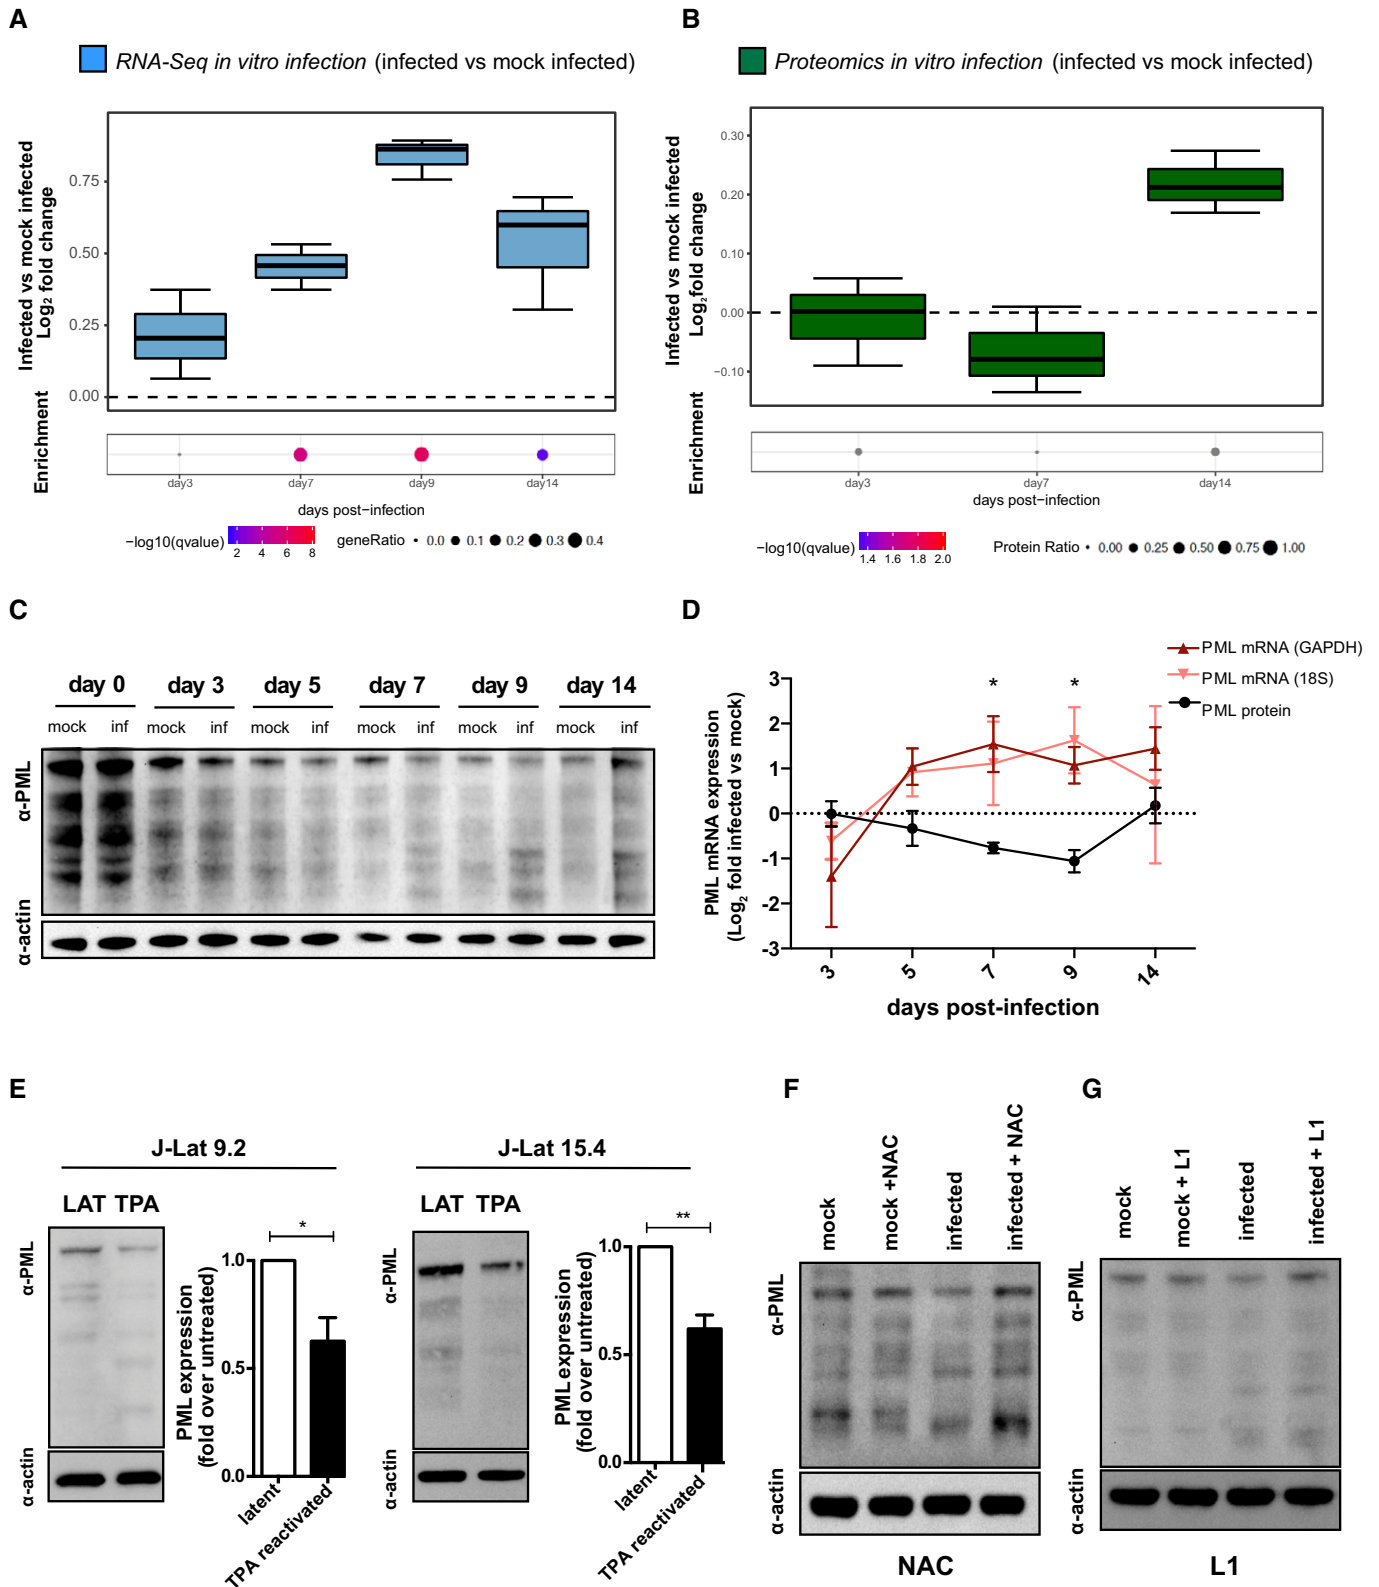 A
RNA-Seq in vitro infection (infected vs mock infected)
Infected vs mock infected
Log2 fold change
0.75
0.50
0.25
0.00
Enrichment
day3 day7 day9 day14
days post−infection
−log10(qvalue)
2 4 6 8
geneRatio 0.0 0.1 0.2 0.3 0.4
B
Proteomics in vitro infection (infected vs mock infected)
Infected vs mock infected
Log2 fold change
0.30
0.20
0.10
0.00
−0.10
Enrichment
day3 day7 day14
days post−infection
−log10(qvalue)
1.4 1.6 1.8 2.0
Protein Ratio 0.00 0.25 0.50 0.75 1.00
C
day 0 day 3 day 5 day 7 day 9 day 14
mock inf mock inf mock inf mock inf mock inf mock inf
α-PML
α-actin
D
PML mRNA (GAPDH)
PML mRNA (18S)
PML protein
PML mRNA expression
(Log2 fold infected vs mock)
3
2
1
0
-1
-2
-3
* *
3 5 7 9 14
days post-infection
E
J-Lat 9.2
LAT TPA
α-PML
α-actin
PML expression
(fold over untreated)
*
1.0
0.5
0.0
latent
TPA reactivated
J-Lat 15.4
LAT TPA
α-PML
α-actin
PML expression
(fold over untreated)
**
1.0
0.5
0.0
latent
TPA reactivated
F
mock
mock +NAC
infected
infected + NAC
α-PML
α-actin
NAC
G
mock
mock + L1
infected
infected + L1
α-PML
α-actin
L1